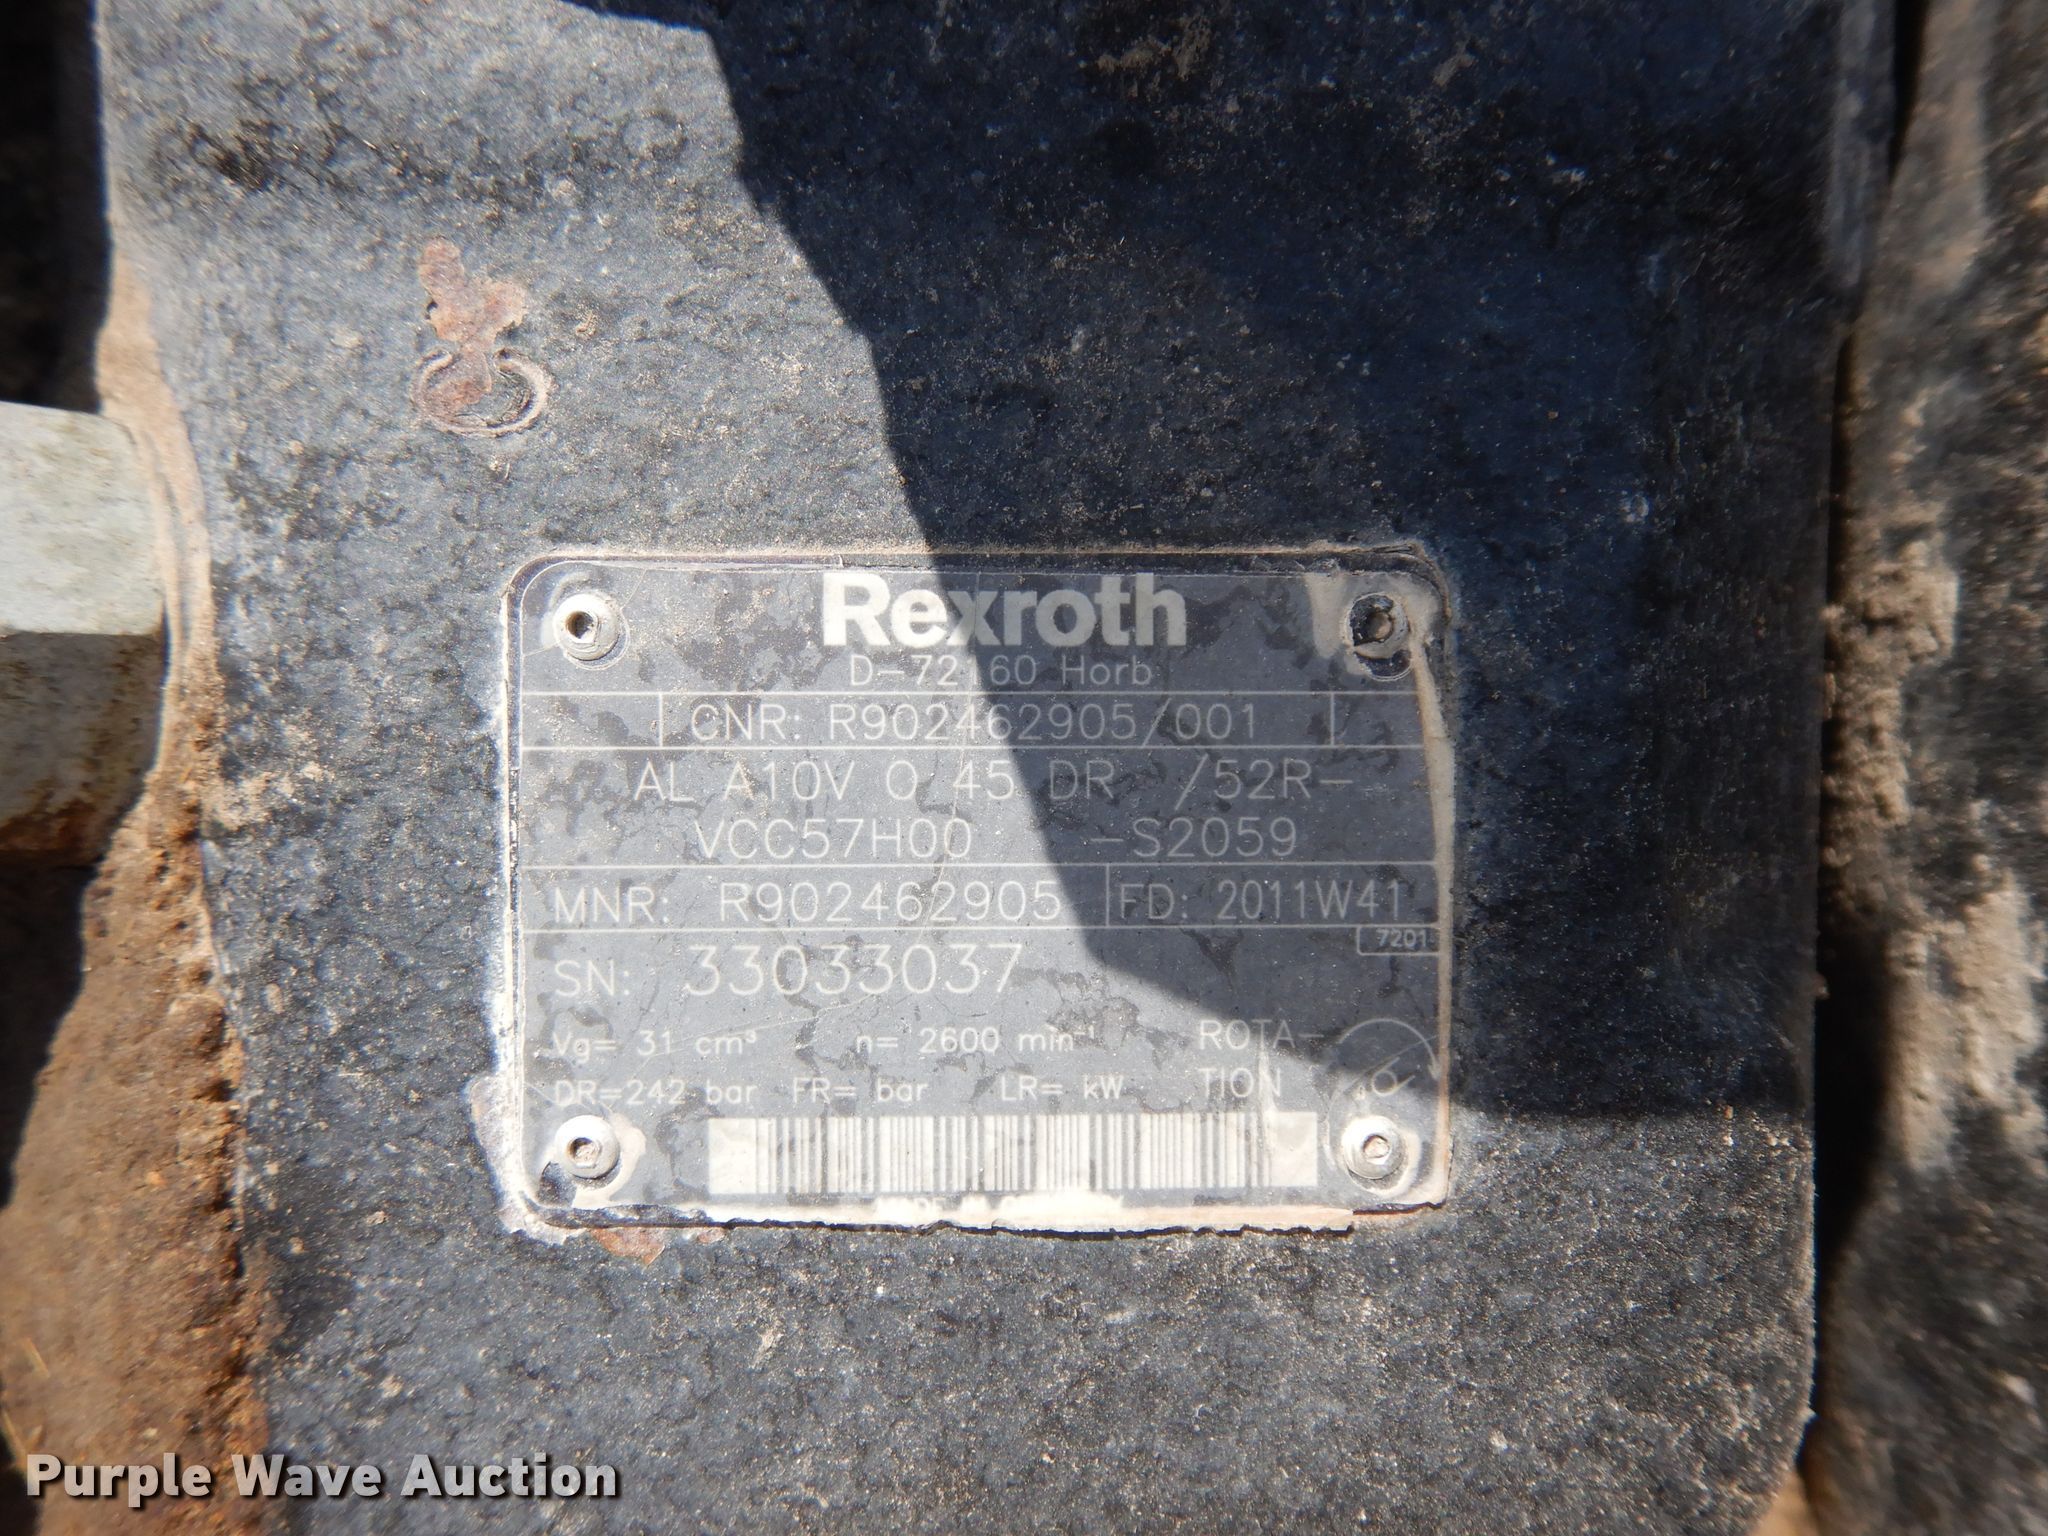 Rexroth
D-72160 Horb
CNR: R902462905/001
AL A10V O 45 DR /52R-
VCC57H00 -S2059
MNR: R902462905 FD: 2011W41
7201
SN: 33033037
Vg= 31 cm³ n= 2600 min⁻¹ ROTA-
DR=242 bar FR= bar LR= kW TION
Purple Wave Auction